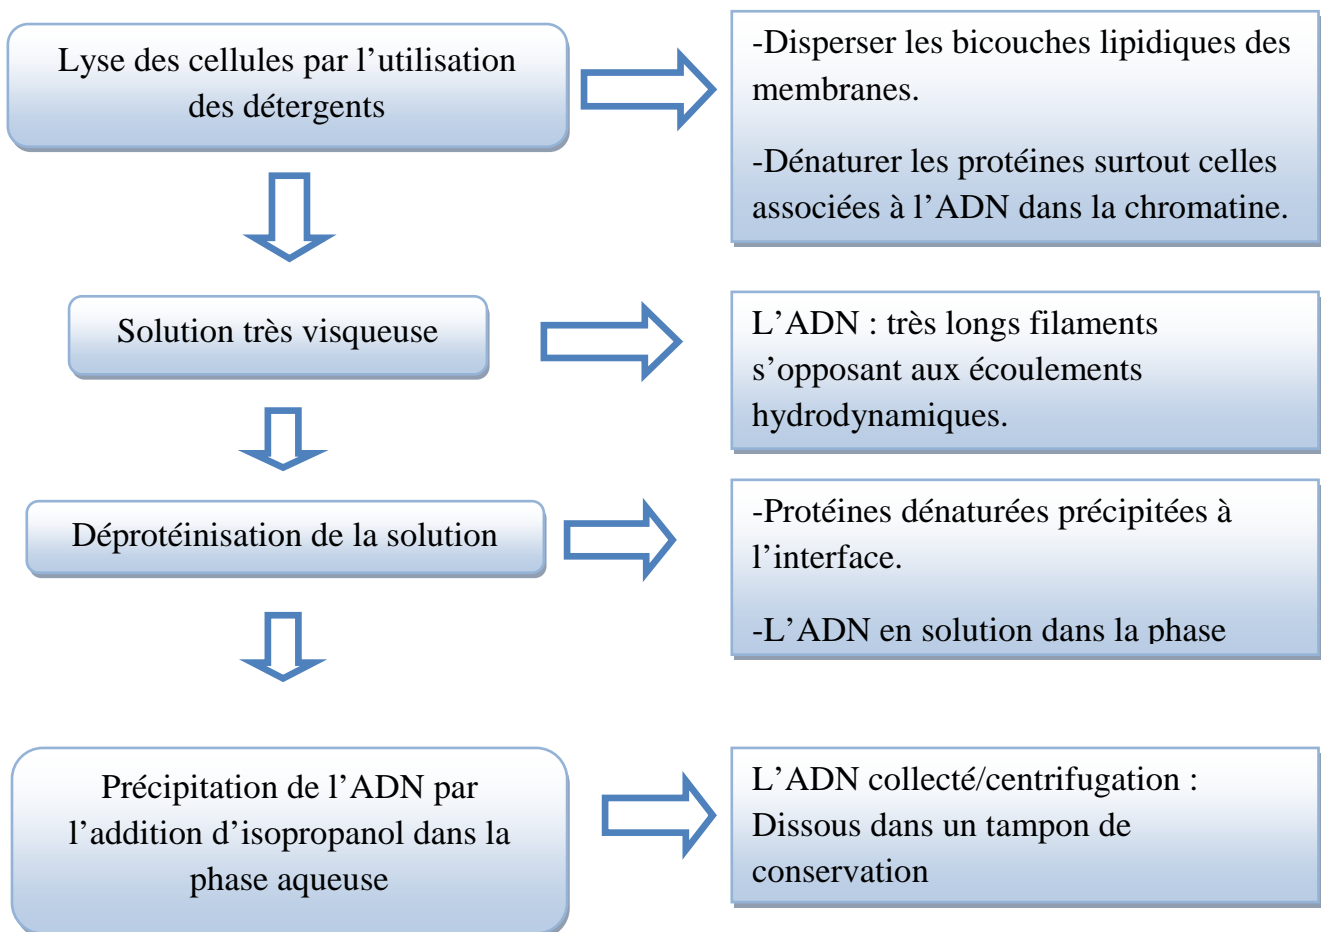 Lyse des cellules par l’utilisation
des détergents
-Disperser les bicouches lipidiques des
membranes.
-Dénaturer les protéines surtout celles
associées à l’ADN dans la chromatine.
Solution très visqueuse
L’ADN : très longs filaments
s’opposant aux écoulements
hydrodynamiques.
Déprotéinisation de la solution
-Protéines dénaturées précipitées à
l’interface.
-L’ADN en solution dans la phase
Précipitation de l’ADN par
l’addition d’isopropanol dans la
phase aqueuse
L’ADN collecté/centrifugation :
Dissous dans un tampon de
conservation